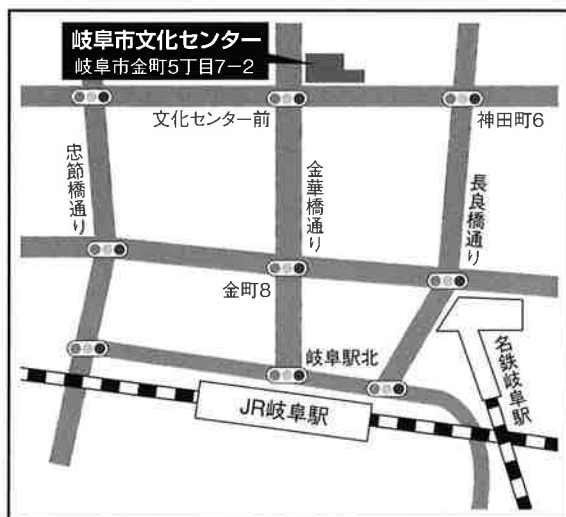 岐阜市文化センター
岐阜市金町5丁目7−2
文化センター前
神田町6
忠節橋通り
金華橋通り
長良橋通り
金町8
岐阜駅北
名鉄岐阜駅
JR岐阜駅